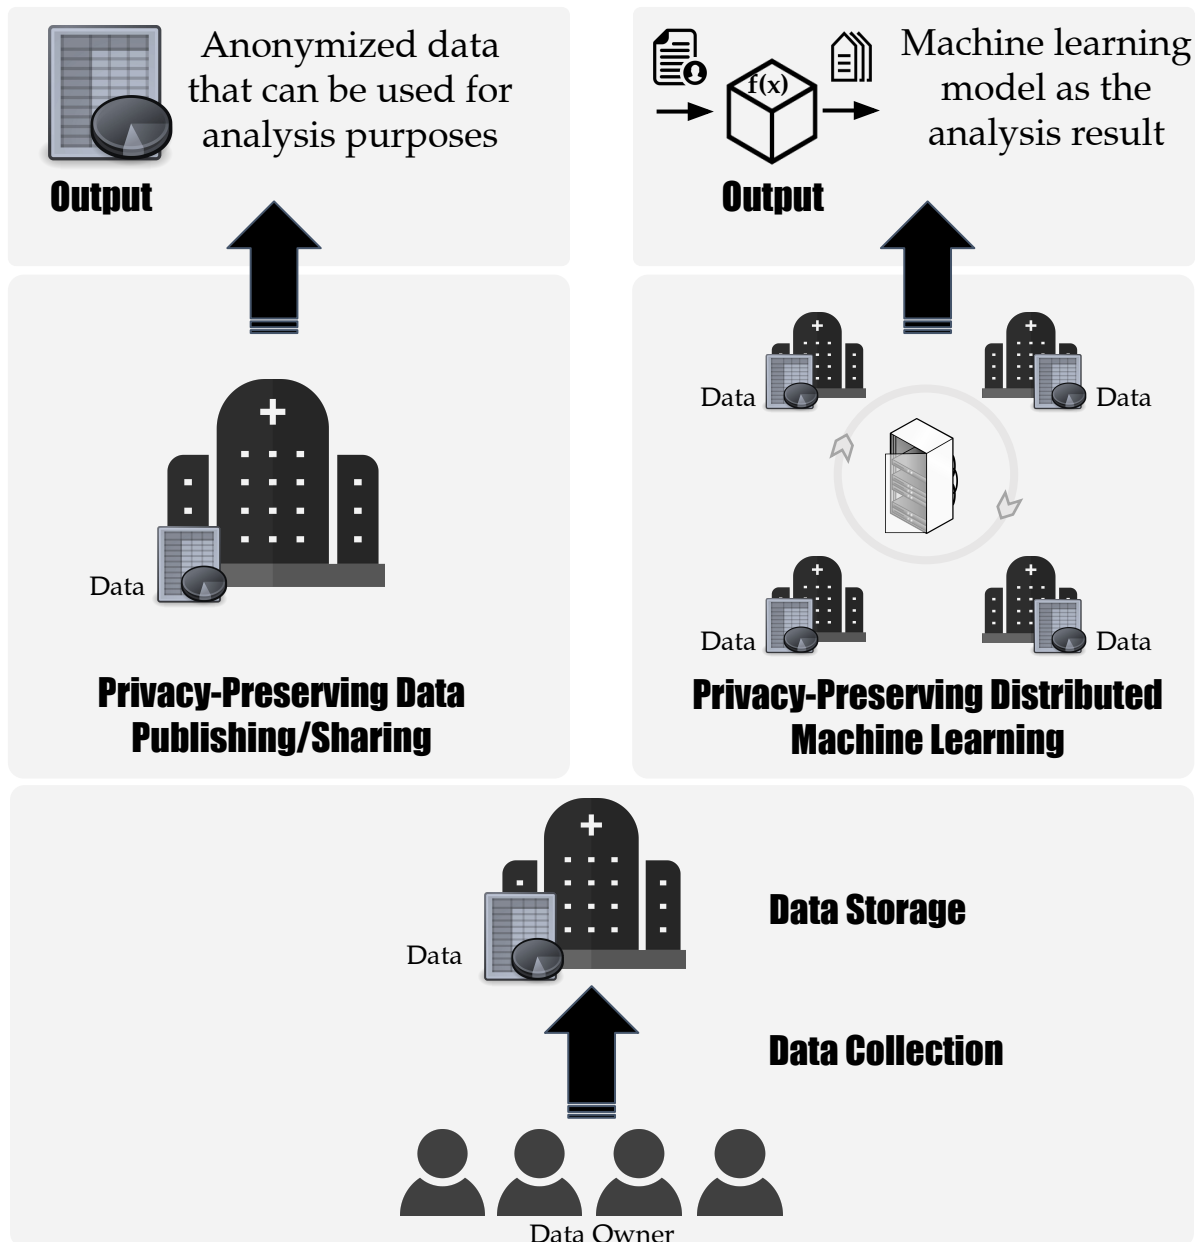 Anonymized data
that can be used for
analysis purposes
Output
f(x)
Machine learning
model as the
analysis result
Output
Data
Privacy-Preserving Data
Publishing/Sharing
Data
Data
Data
Data
Privacy-Preserving Distributed
Machine Learning
Data Storage
Data
Data Collection
Data Owner